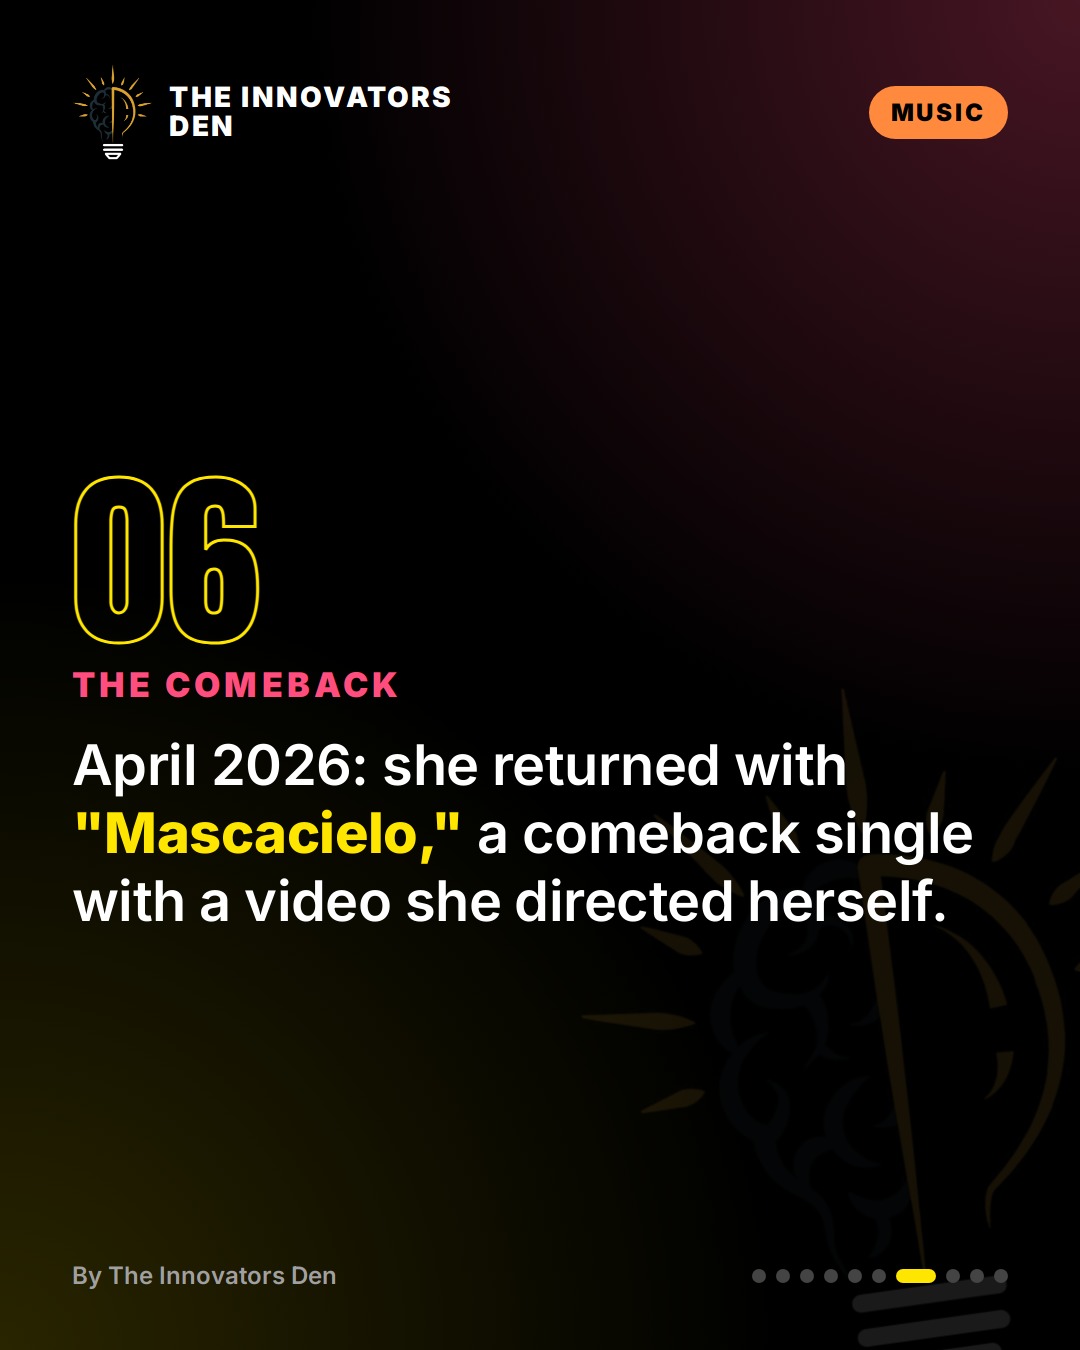 THE INNOVATORS
DEN
MUSIC
06
THE COMEBACK
April 2026: she returned with
"Mascacielo," a comeback single
with a video she directed herself.
By The Innovators Den